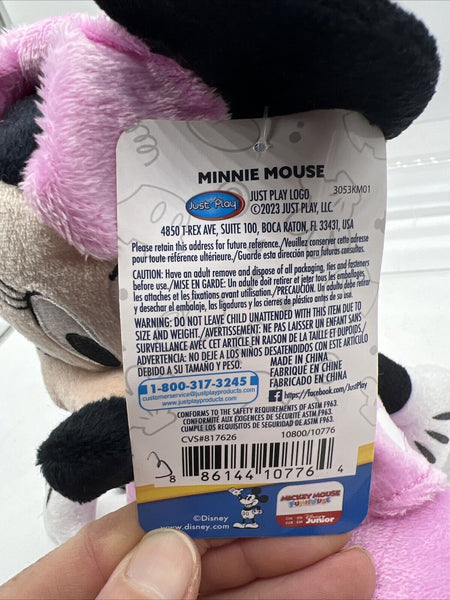 MINNIE MOUSE
Just Play
JUST PLAY LOGO
3053KM01
©2023 JUST PLAY, LLC.
4850 T-REX AVE, SUITE 100, BOCA RATON, FL 33431, USA
Please retain this address for future reference./Veuillez conserver cette adresse
pour toute référence ultérieure./Guarde esta dirección para futuras consultas.
CAUTION: Have an adult remove and dispose of all packaging, ties and fasteners
before use./MISE EN GARDE: Un adulte doit retirer et jeter tous les emballages,
les attaches et les fixations avant utilisation./PRECAUCIÓN: Un adulto debe retirar
y desechar el embalaje, las ligaduras y los cierres de plástico antes de su uso.
WARNING: DO NOT LEAVE CHILD UNATTENDED WITH THIS ITEM DUE TO
SIZE AND WEIGHT./AVERTISSEMENT: NE PAS LAISSER UN ENFANT SANS
SURVEILLANCE AVEC CET ARTICLE EN RAISON DE LA TAILLE ET DUPOIDS./
ADVERTENCIA: NO DEJE A LOS NIÑOS DESATENDIDOS CON ESTE ARTÍCULO
DEBIDO A SU TAMAÑO Y PESO.
MADE IN CHINA
FABRIQUE EN CHINE
FABRICADO EN CHINA
1-800-317-3245
customerservice@justplayproducts.com
www.justplayproducts.com
https://facebook.com/JustPlay
CONFORMS TO THE SAFETY REQUIREMENTS OF ASTM F963.
CONFORME AUX EXIGENCES DE SÉCURITÉ ASTM F963.
CUMPLE LOS REQUISITOS DE SEGURIDAD DE ASTM F963.
CVS#817626
10800/10776
3
8 86144 10776 4
©Disney
www.disney.com
MICKEY MOUSE
FUNHOUSE
Disney
Junior